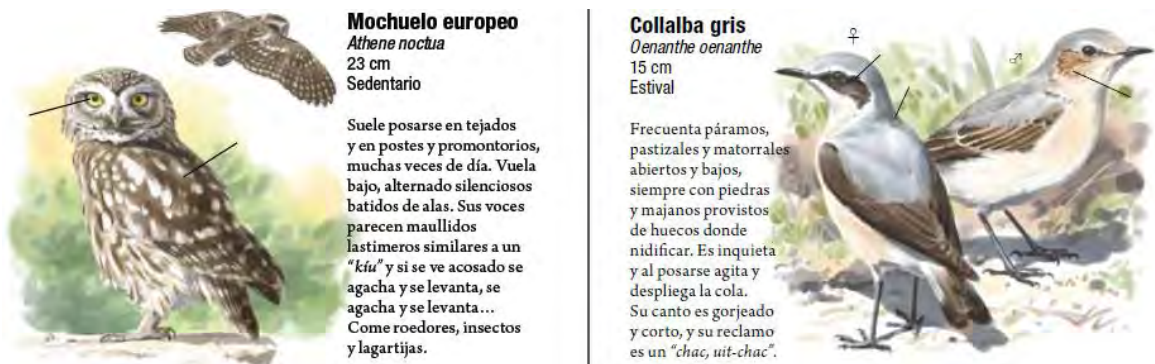 Mochuelo europeo
Athene noctua
23 cm
Sedentario
Suele posarse en tejados
y en postes y promontorios,
muchas veces de día. Vuela
bajo, alternado silenciosos
batidos de alas. Sus voces
parecen maullidos
lastimeros similares a un
“kíu” y si se ve acosado se
agacha y se levanta, se
agacha y se levanta…
Come roedores, insectos
y lagartijas.
Collalba gris
Oenanthe oenanthe
15 cm
Estival
♀
♂
Frecuenta páramos,
pastizales y matorrales
abiertos y bajos,
siempre con piedras
y majanos provistos
de huecos donde
nidificar. Es inquieta
y al posarse agita y
despliega la cola.
Su canto es gorjeado
y corto, y su reclamo
es un “chac, uit-chac”.